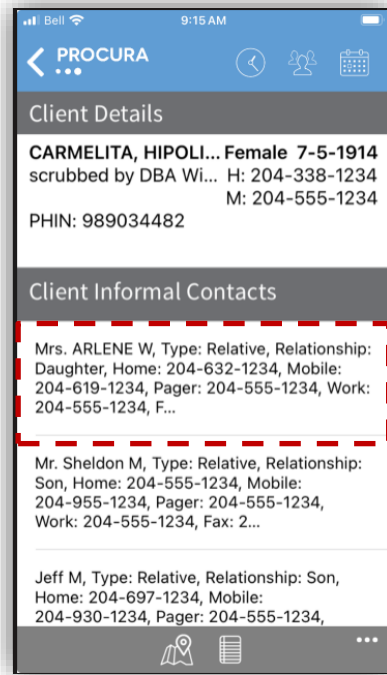 Bell 9:15 AM
PROCURA
Client Details
CARMELITA, HIPOLI... Female 7-5-1914
scrubbed by DBA Wi... H: 204-338-1234
M: 204-555-1234
PHIN: 989034482
Client Informal Contacts
Mrs. ARLENE W, Type: Relative, Relationship:
Daughter, Home: 204-632-1234, Mobile:
204-619-1234, Pager: 204-555-1234, Work:
204-555-1234, F...
Mr. Sheldon M, Type: Relative, Relationship:
Son, Home: 204-555-1234, Mobile:
204-955-1234, Pager: 204-555-1234,
Work: 204-555-1234, Fax: 2...
Jeff M, Type: Relative, Relationship: Son,
Home: 204-697-1234, Mobile:
204-930-1234, Pager: 204-555-1234,